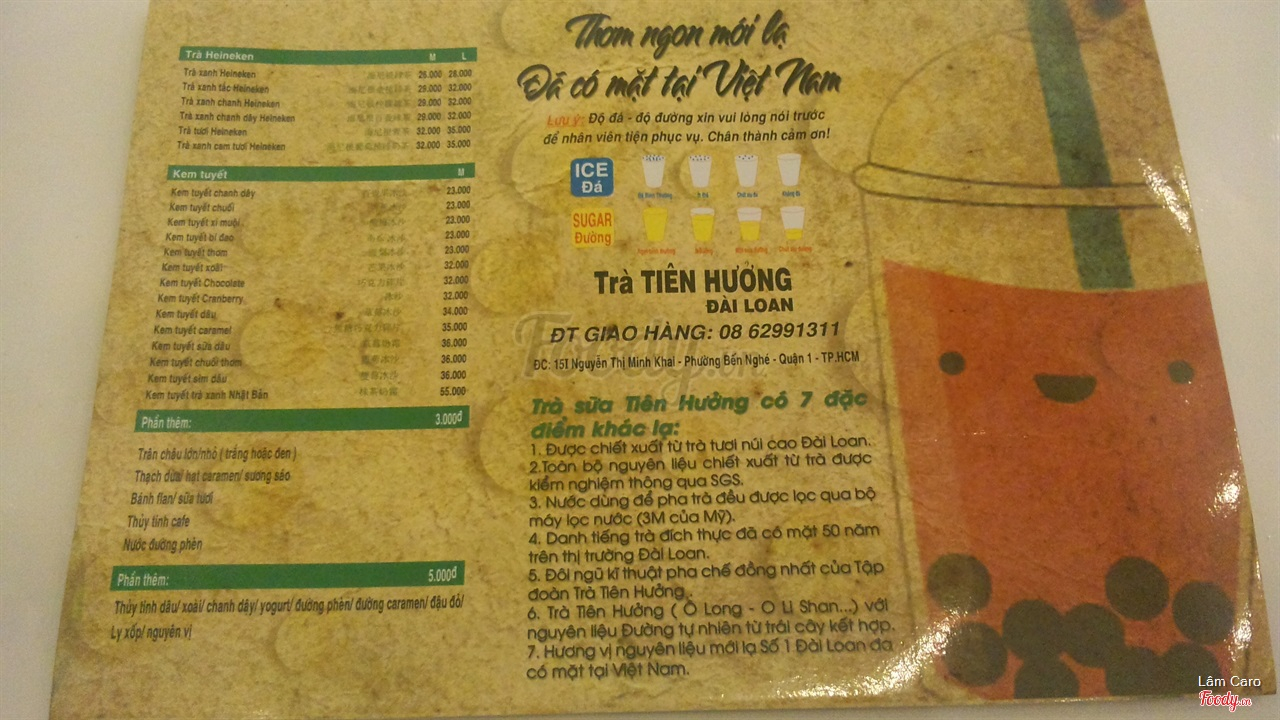 Trà Heineken M L
Trà xanh Heineken 26.000 26.000
Trà xanh tắc Heineken 29.000 32.000
Trà xanh chanh Heineken 29.000 32.000
Trà xanh chanh dây Heineken 29.000 32.000
Trà tươi Heineken 32.000 35.000
Trà xanh cam tươi Heineken 32.000 35.000
Kem tuyết M
Kem tuyết chanh dây 23.000
Kem tuyết chuối 23.000
Kem tuyết xí muội 23.000
Kem tuyết bí đao 23.000
Kem tuyết thơm 23.000
Kem tuyết xoài 32.000
Kem tuyết Chocolate 32.000
Kem tuyết Cranberry 32.000
Kem tuyết dâu 34.000
Kem tuyết caramel 35.000
Kem tuyết sữa dâu 36.000
Kem tuyết chuối thơm 36.000
Kem tuyết sim dâu 36.000
Kem tuyết trà xanh Nhật Bản 55.000
Phần thêm: 3.000đ
Trân châu lớn/nhỏ ( trắng hoặc đen )
Thạch dừa/ hạt caramen/ sương sáo
Bánh flan/ sữa tươi
Thủy tinh cafe
Nước đường phèn
Phần thêm: 5.000đ
Thủy tinh dâu/ xoài/ chanh dây/ yogurt/ đường phèn/ đường caramen/ đậu đỏ/
Ly xốp/ nguyên vị
Thơm ngon mới lạ
Đã có mặt tại Việt Nam
Lưu ý: Độ đá - độ đường xin vui lòng nói trước
để nhân viên tiện phục vụ. Chân thành cảm ơn!
ICE
Đá
SUGAR
Đường
Trà TIÊN HƯỞNG
ĐÀI LOAN
ĐT GIAO HÀNG: 08 62991311
ĐC: 15T Nguyễn Thị Minh Khai - Phường Bến Nghé - Quận 1 - TP.HCM
Trà sữa Tiên Hưởng có 7 đặc
điểm khác lạ:
1. Được chiết xuất từ trà tươi núi cao Đài Loan.
2.Toàn bộ nguyên liệu chiết xuất từ trà được
kiểm nghiệm thông qua SGS.
3. Nước dùng để pha trà đều được lọc qua bộ
máy lọc nước (3M của Mỹ).
4. Danh tiếng trà đích thực đã có mặt 50 năm
trên thị trường Đài Loan.
5. Đôi ngũ kĩ thuật pha chế đồng nhất của Tập
đoàn Trà Tiên Hưởng .
6. Trà Tiên Hưởng ( Ô Long - O Li Shan...) với
nguyên liệu Đường tự nhiên từ trái cây kết hợp.
7. Hương vị nguyên liệu mới lạ Số 1 Đài Loan đã
có mặt tại Việt Nam.
Foody
Lâm Caro
Foody.vn